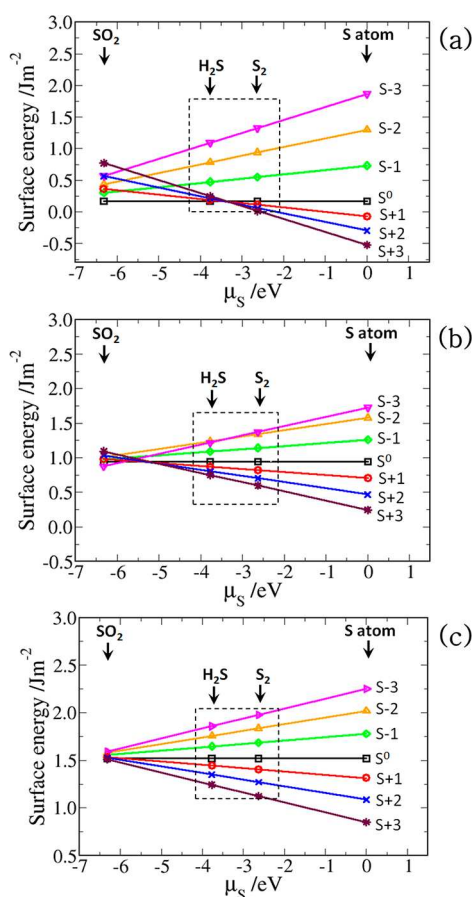 (a)
SO2
S atom
H2S
S2
3.0
2.5
2.0
1.5
1.0
0.5
0.0
-0.5
Surface energy /Jm-2
S-3
S-2
S-1
S⁰
S+1
S+2
S+3
-7 -6 -5 -4 -3 -2 -1 0 1
μS /eV
(b)
SO2
S atom
H2S
S2
3.0
2.5
2.0
1.5
1.0
0.5
0.0
-0.5
Surface energy /Jm-2
S-3
S-2
S-1
S⁰
S+1
S+2
S+3
-7 -6 -5 -4 -3 -2 -1 0 1
μS /eV
(c)
SO2
S atom
H2S
S2
3.0
2.5
2.0
1.5
1.0
0.5
Surface energy /Jm-2
S-3
S-2
S-1
S⁰
S+1
S+2
S+3
-7 -6 -5 -4 -3 -2 -1 0 1
μS /eV